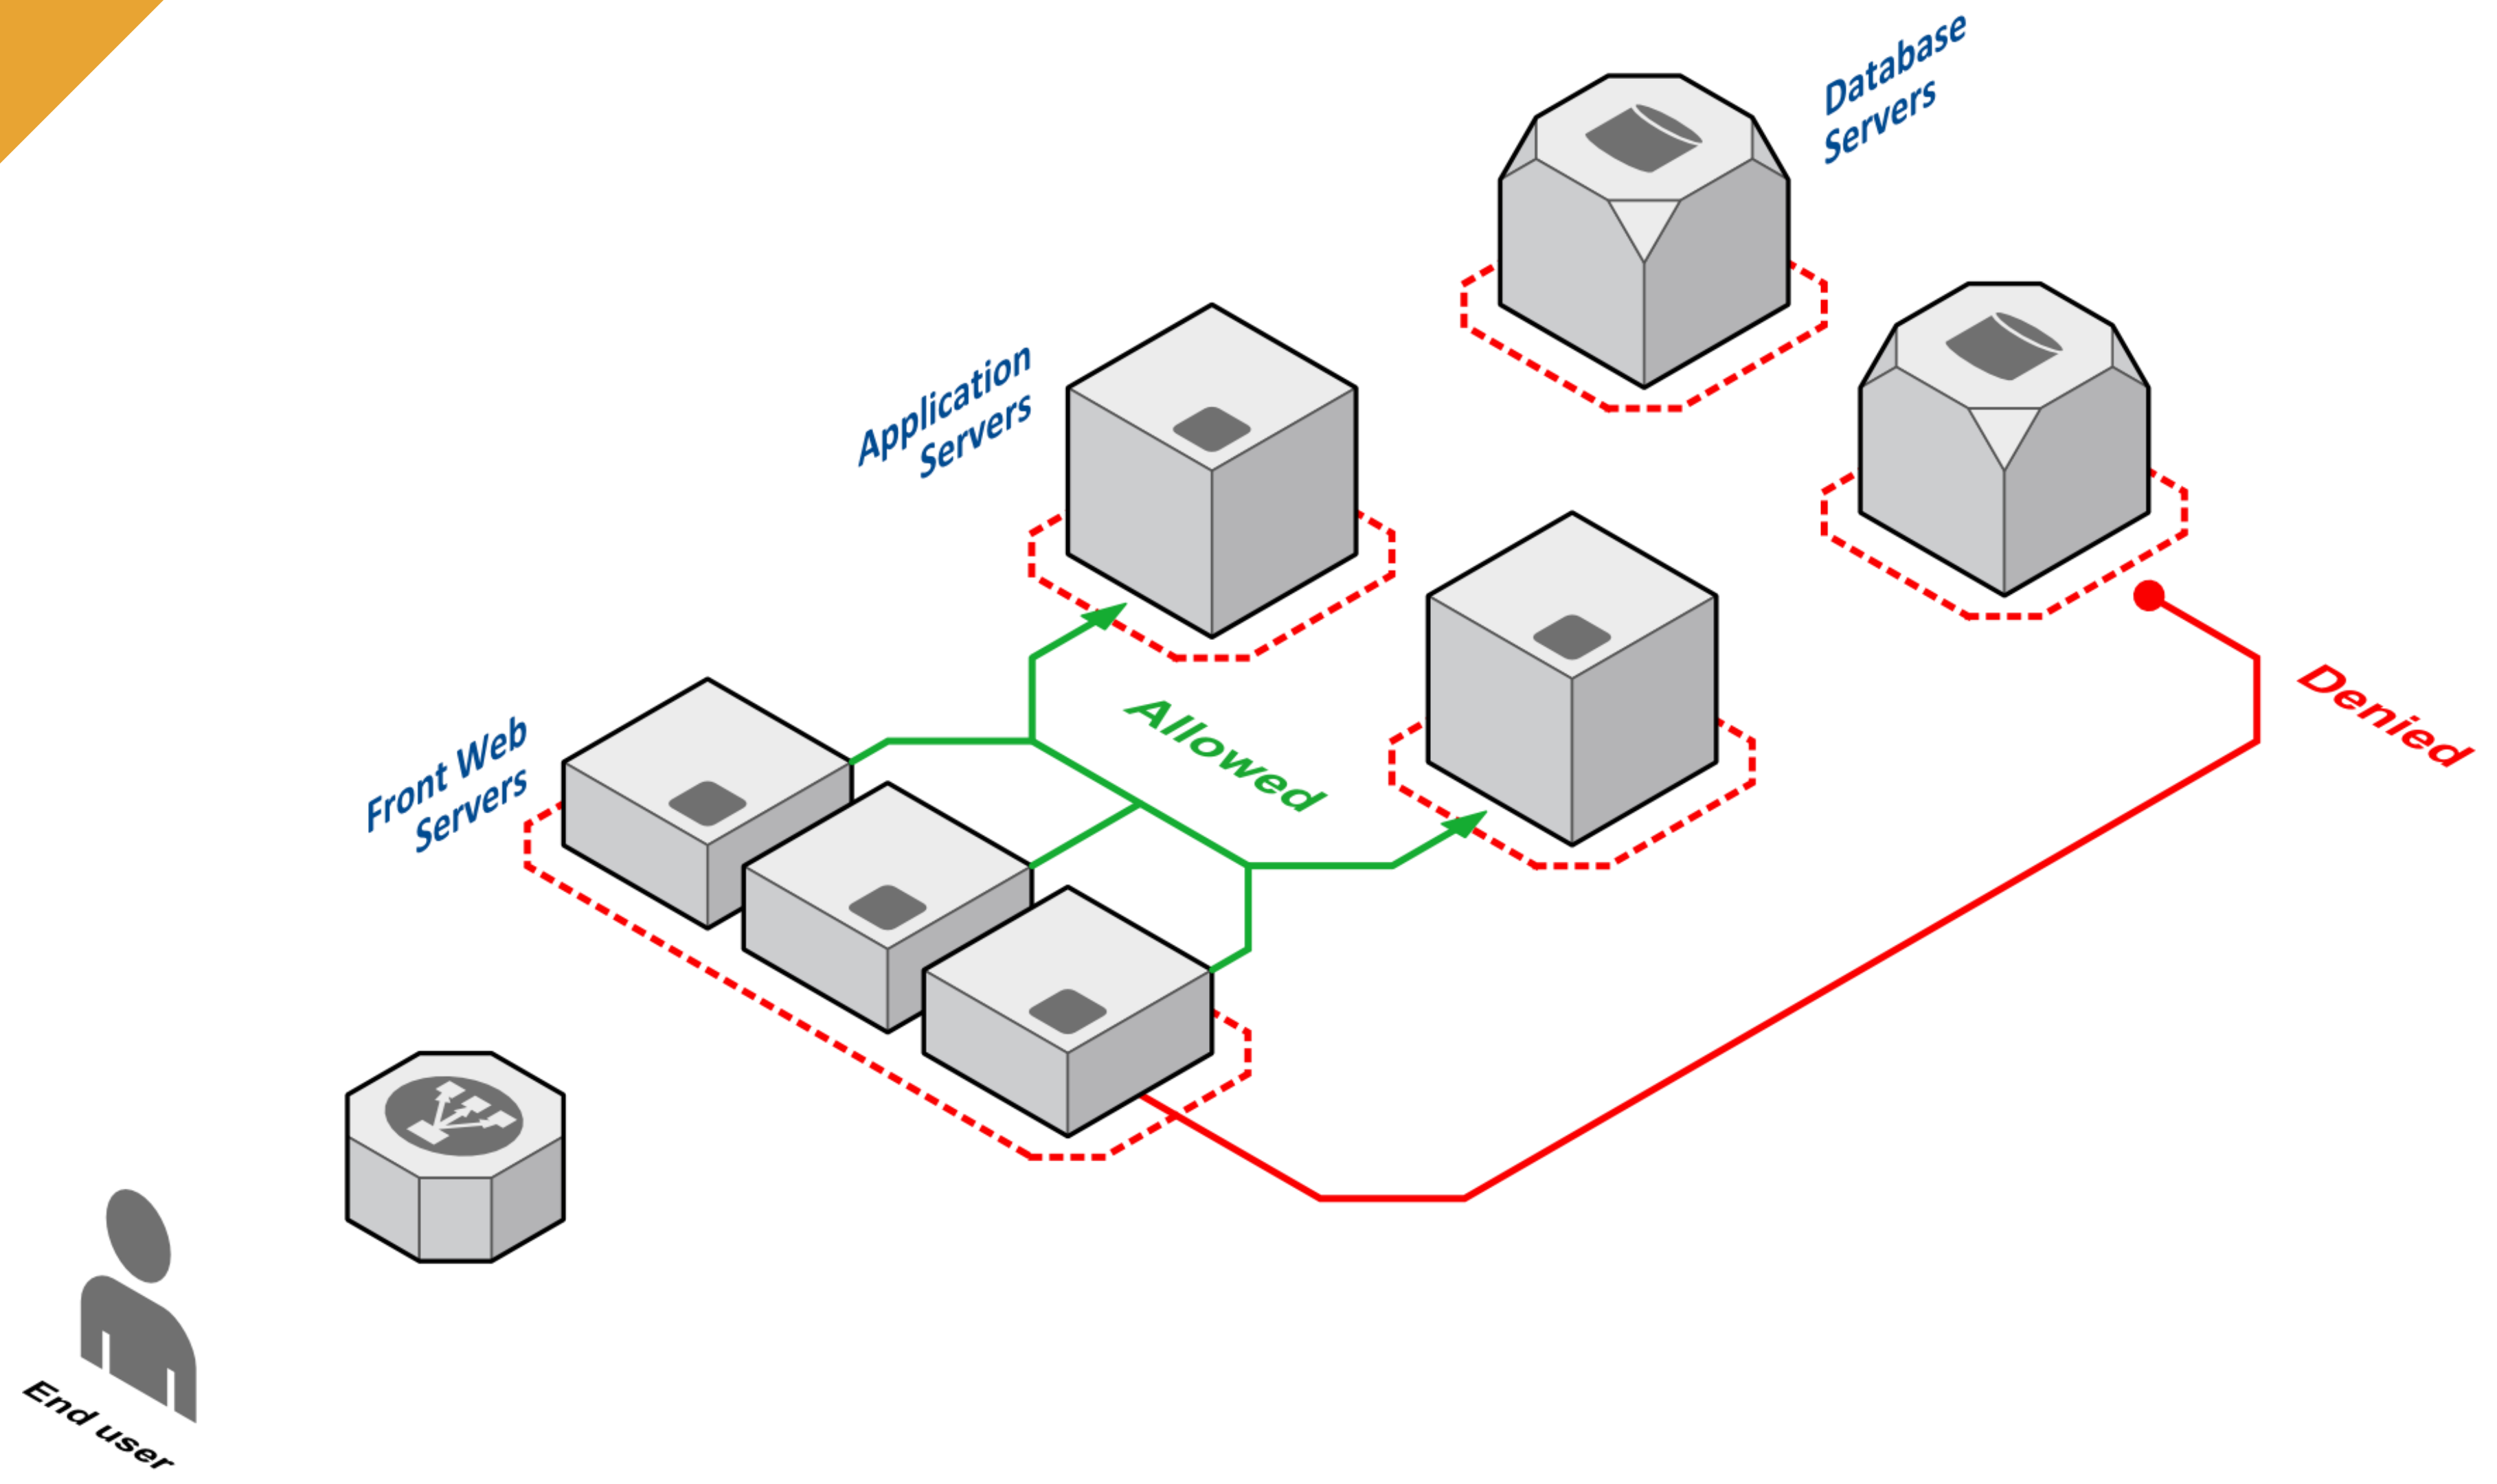 Database
Servers
Application
Servers
Denied
Allowed
Front Web
Servers
End user